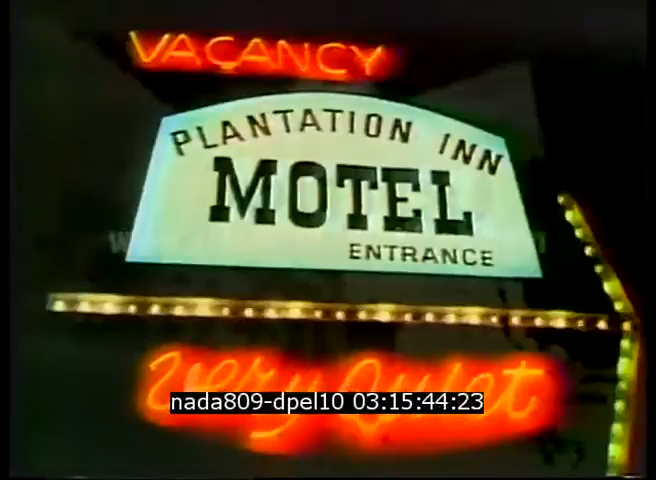 VACANCY
PLANTATION INN
MOTEL
ENTRANCE
Very Quiet
nada809-dpel10 03:15:44:23